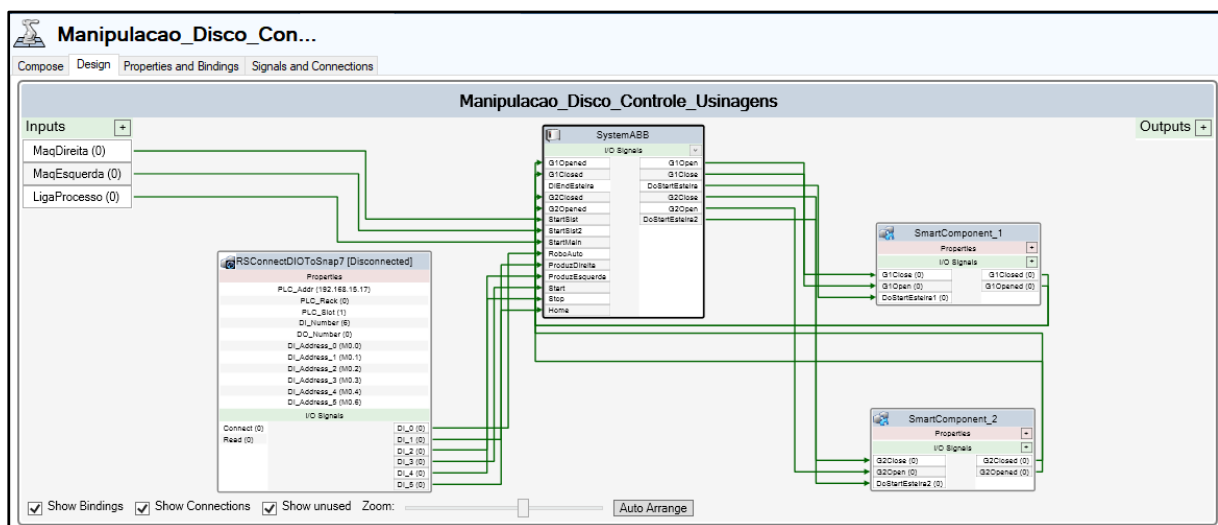 Manipulacao_Disco_Con...
Compose Design Properties and Bindings Signals and Connections
Manipulacao_Disco_Controle_Usinagens
Inputs +
MaqDireita (0)
MaqEsquerda (0)
LigaProcesso (0)
Outputs +
SystemABB
I/O Signals
G1Opened G1Open
G1Closed G1Close
DIEndEsteira DoStartEsteira
G2Closed G2Close
G2Opened G2Open
StartSist DoStartEsteira2
StartSist2
StartMain
RoboAuto
ProduzDireita
ProduzEsquerda
Start
Stop
Home
RSConnectDIOToSnap7 [Disconnected]
Properties
PLC_Addr (192.168.15.17)
PLC_Rack (0)
PLC_Slot (1)
DI_Number (6)
DO_Number (0)
DI_Address_0 (M0.0)
DI_Address_1 (M0.1)
DI_Address_2 (M0.2)
DI_Address_3 (M0.3)
DI_Address_4 (M0.4)
DI_Address_5 (M0.6)
I/O Signals
Connect (0) DI_0 (0)
Read (0) DI_1 (0)
DI_2 (0)
DI_3 (0)
DI_4 (0)
DI_5 (0)
SmartComponent_1
Properties +
I/O Signals
G1Close (0) G1Closed (0)
G1Open (0) G1Opened (0)
DoStartEsteira1 (0)
SmartComponent_2
Properties +
I/O Signals
G2Close (0) G2Closed (0)
G2Open (0) G2Opened (0)
DoStartEsteira2 (0)
Show Bindings Show Connections Show unused Zoom: Auto Arrange